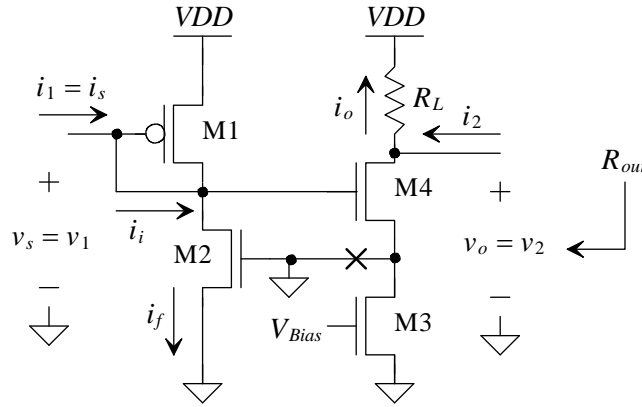 VDD
VDD
i1 = is
M1
io
RL
i2
+
M4
+
Rout
vs = v1
ii
M2
vo = v2
−
if
VBias
M3
−